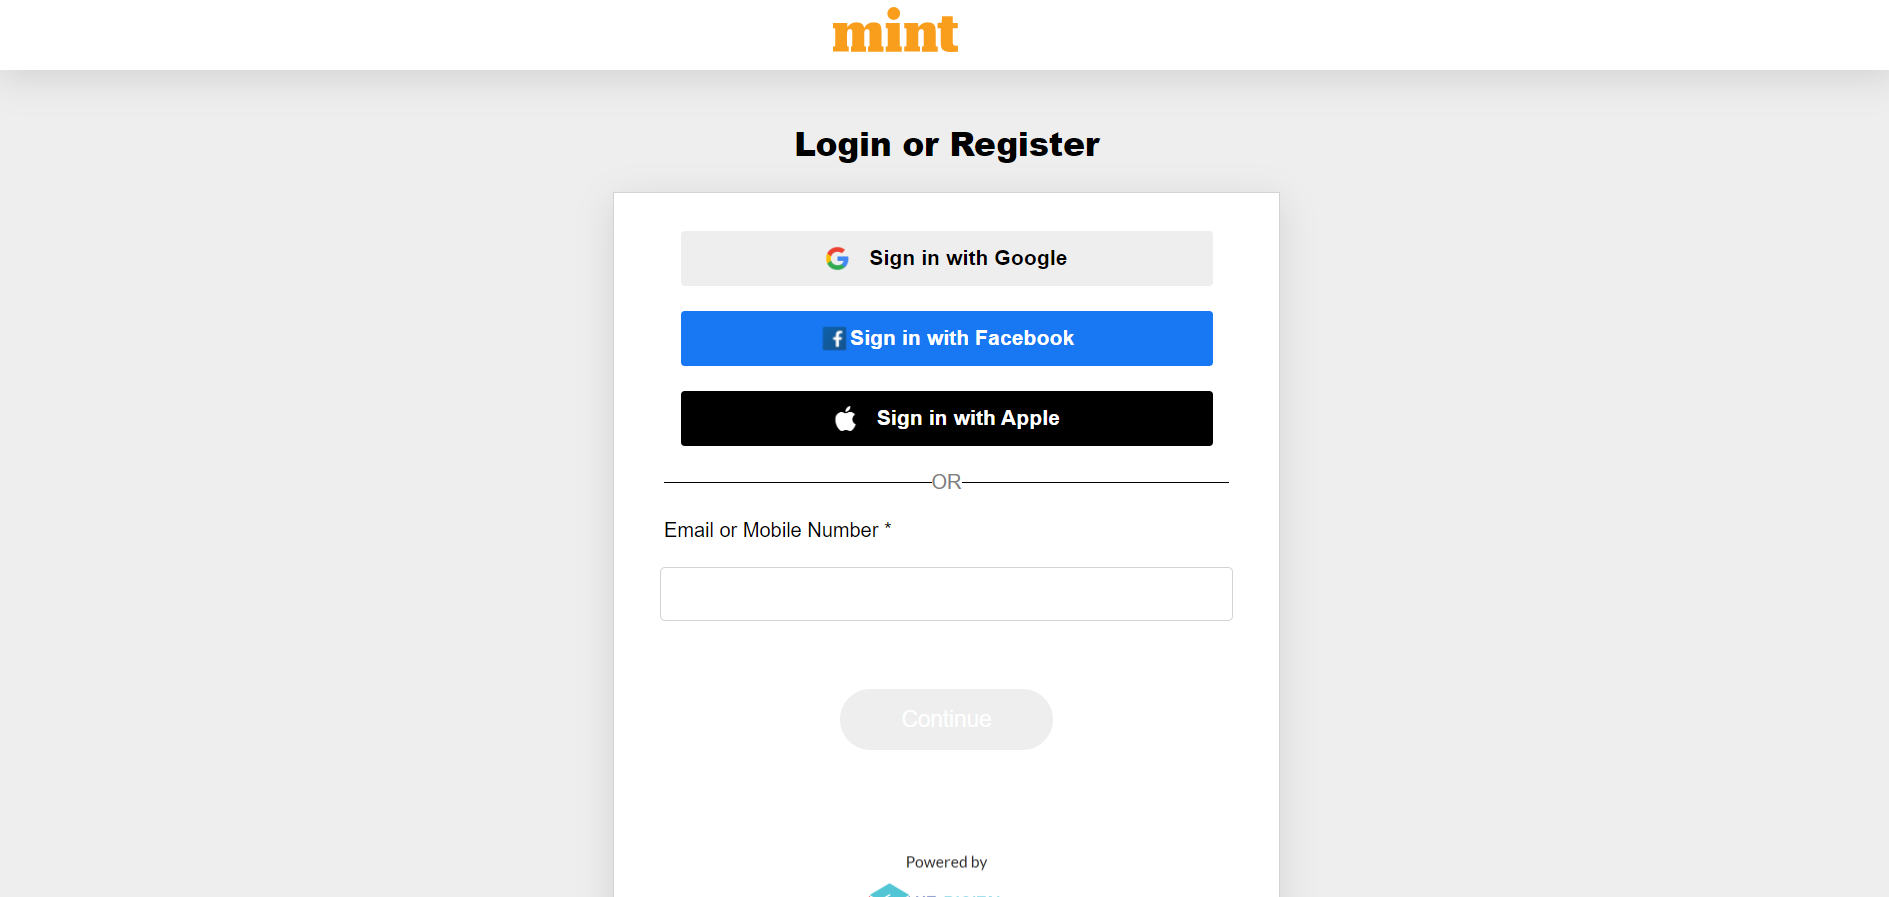 mint
Login or Register
Sign in with Google
Sign in with Facebook
Sign in with Apple
OR
Email or Mobile Number *
Continue
Powered by